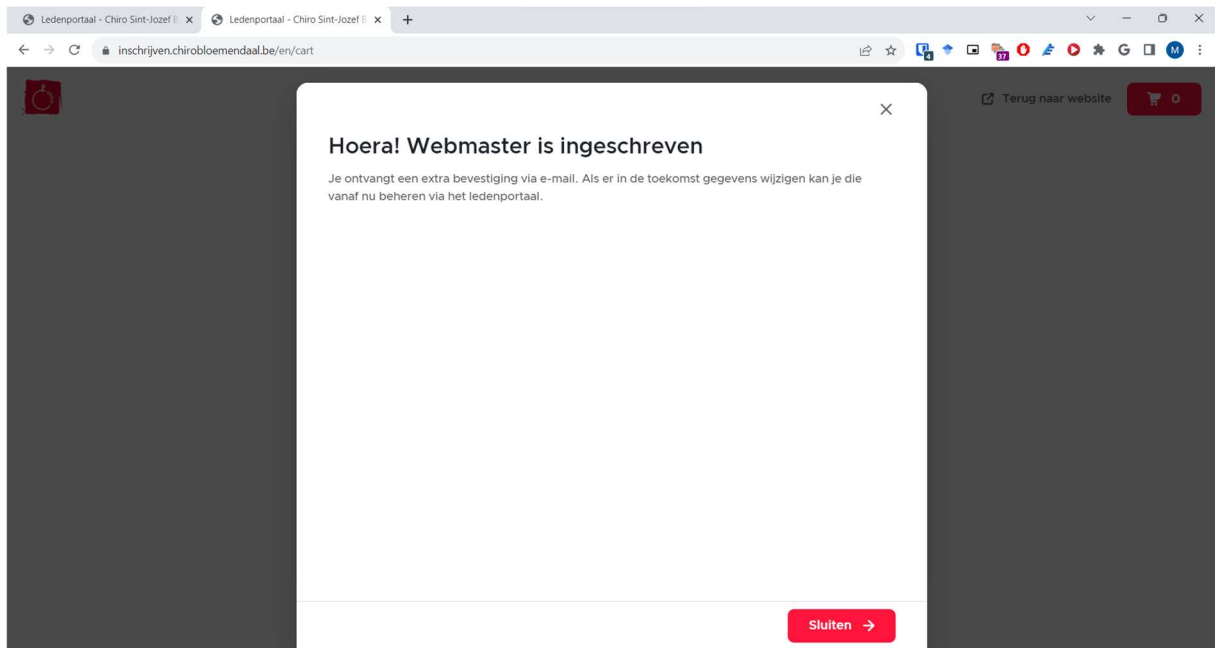 Ledenportaal - Chiro Sint-Jozef
Ledenportaal - Chiro Sint-Jozef
inschrijven.chirobloemendaal.be/en/cart
4
37
G
M
Terug naar website
0
Hoera! Webmaster is ingeschreven
Je ontvangt een extra bevestiging via e-mail. Als er in de toekomst gegevens wijzigen kan je die
vanaf nu beheren via het ledenportaal.
Sluiten